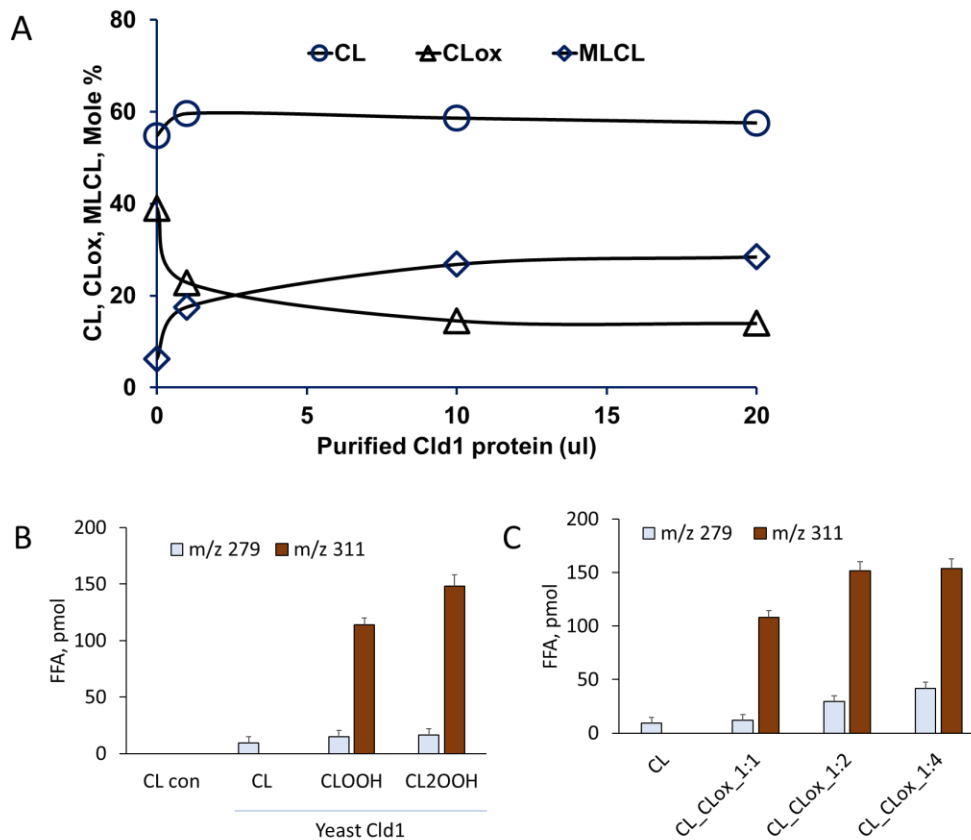 A
80
CL CLox MLCL
60
40
20
0
CL, CLox, MLCL, Mole %
0 5 10 15 20
Purified Cld1 protein (ul)
B
200
m/z 279 m/z 311
150
100
50
0
FFA, pmol
CL con CL CLOOH CL2OOH
Yeast Cld1
C
200
m/z 279 m/z 311
150
100
50
0
FFA, pmol
CL CL_CLox_1:1 CL_CLox_1:2 CL_CLox_1:4